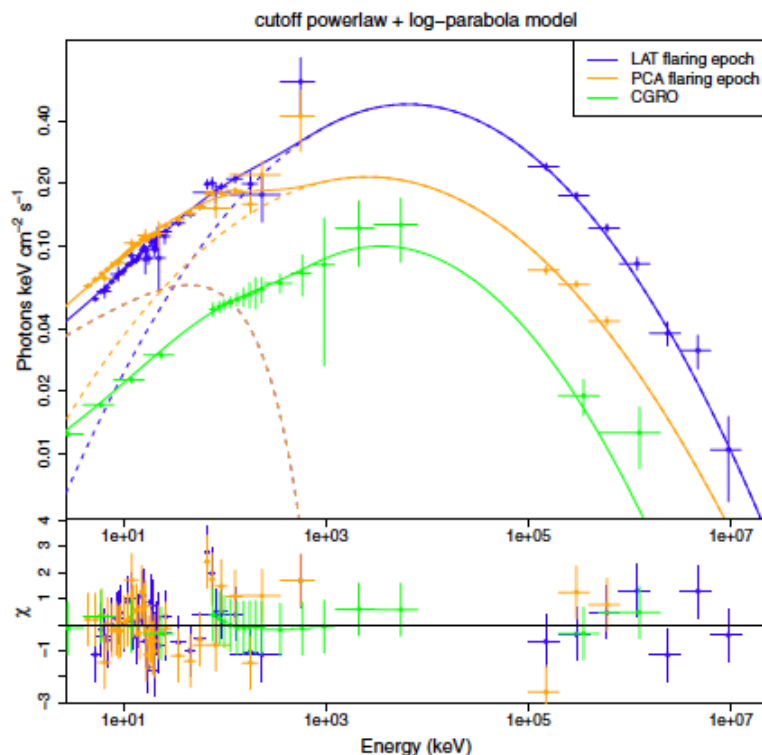 cutoff powerlaw + log−parabola model
LAT flaring epoch
PCA flaring epoch
CGRO
Photons keV cm−2 s−1
0.40
0.20
0.10
0.04
0.02
0.01
1e+01 1e+03 1e+05 1e+07
χ
4
3
2
1
0
-1
-3
1e+01 1e+03 1e+05 1e+07
Energy (keV)